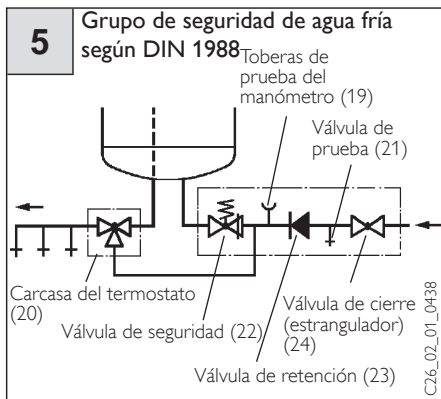 5
Grupo de seguridad de agua fría
según DIN 1988
Toberas de
prueba del
manómetro (19)
Válvula de
prueba (21)
Carcasa del termostato
(20)
Válvula de seguridad (22)
Válvula de cierre
(estrangulador)
(24)
Válvula de retención (23)
C26_02_01_0438